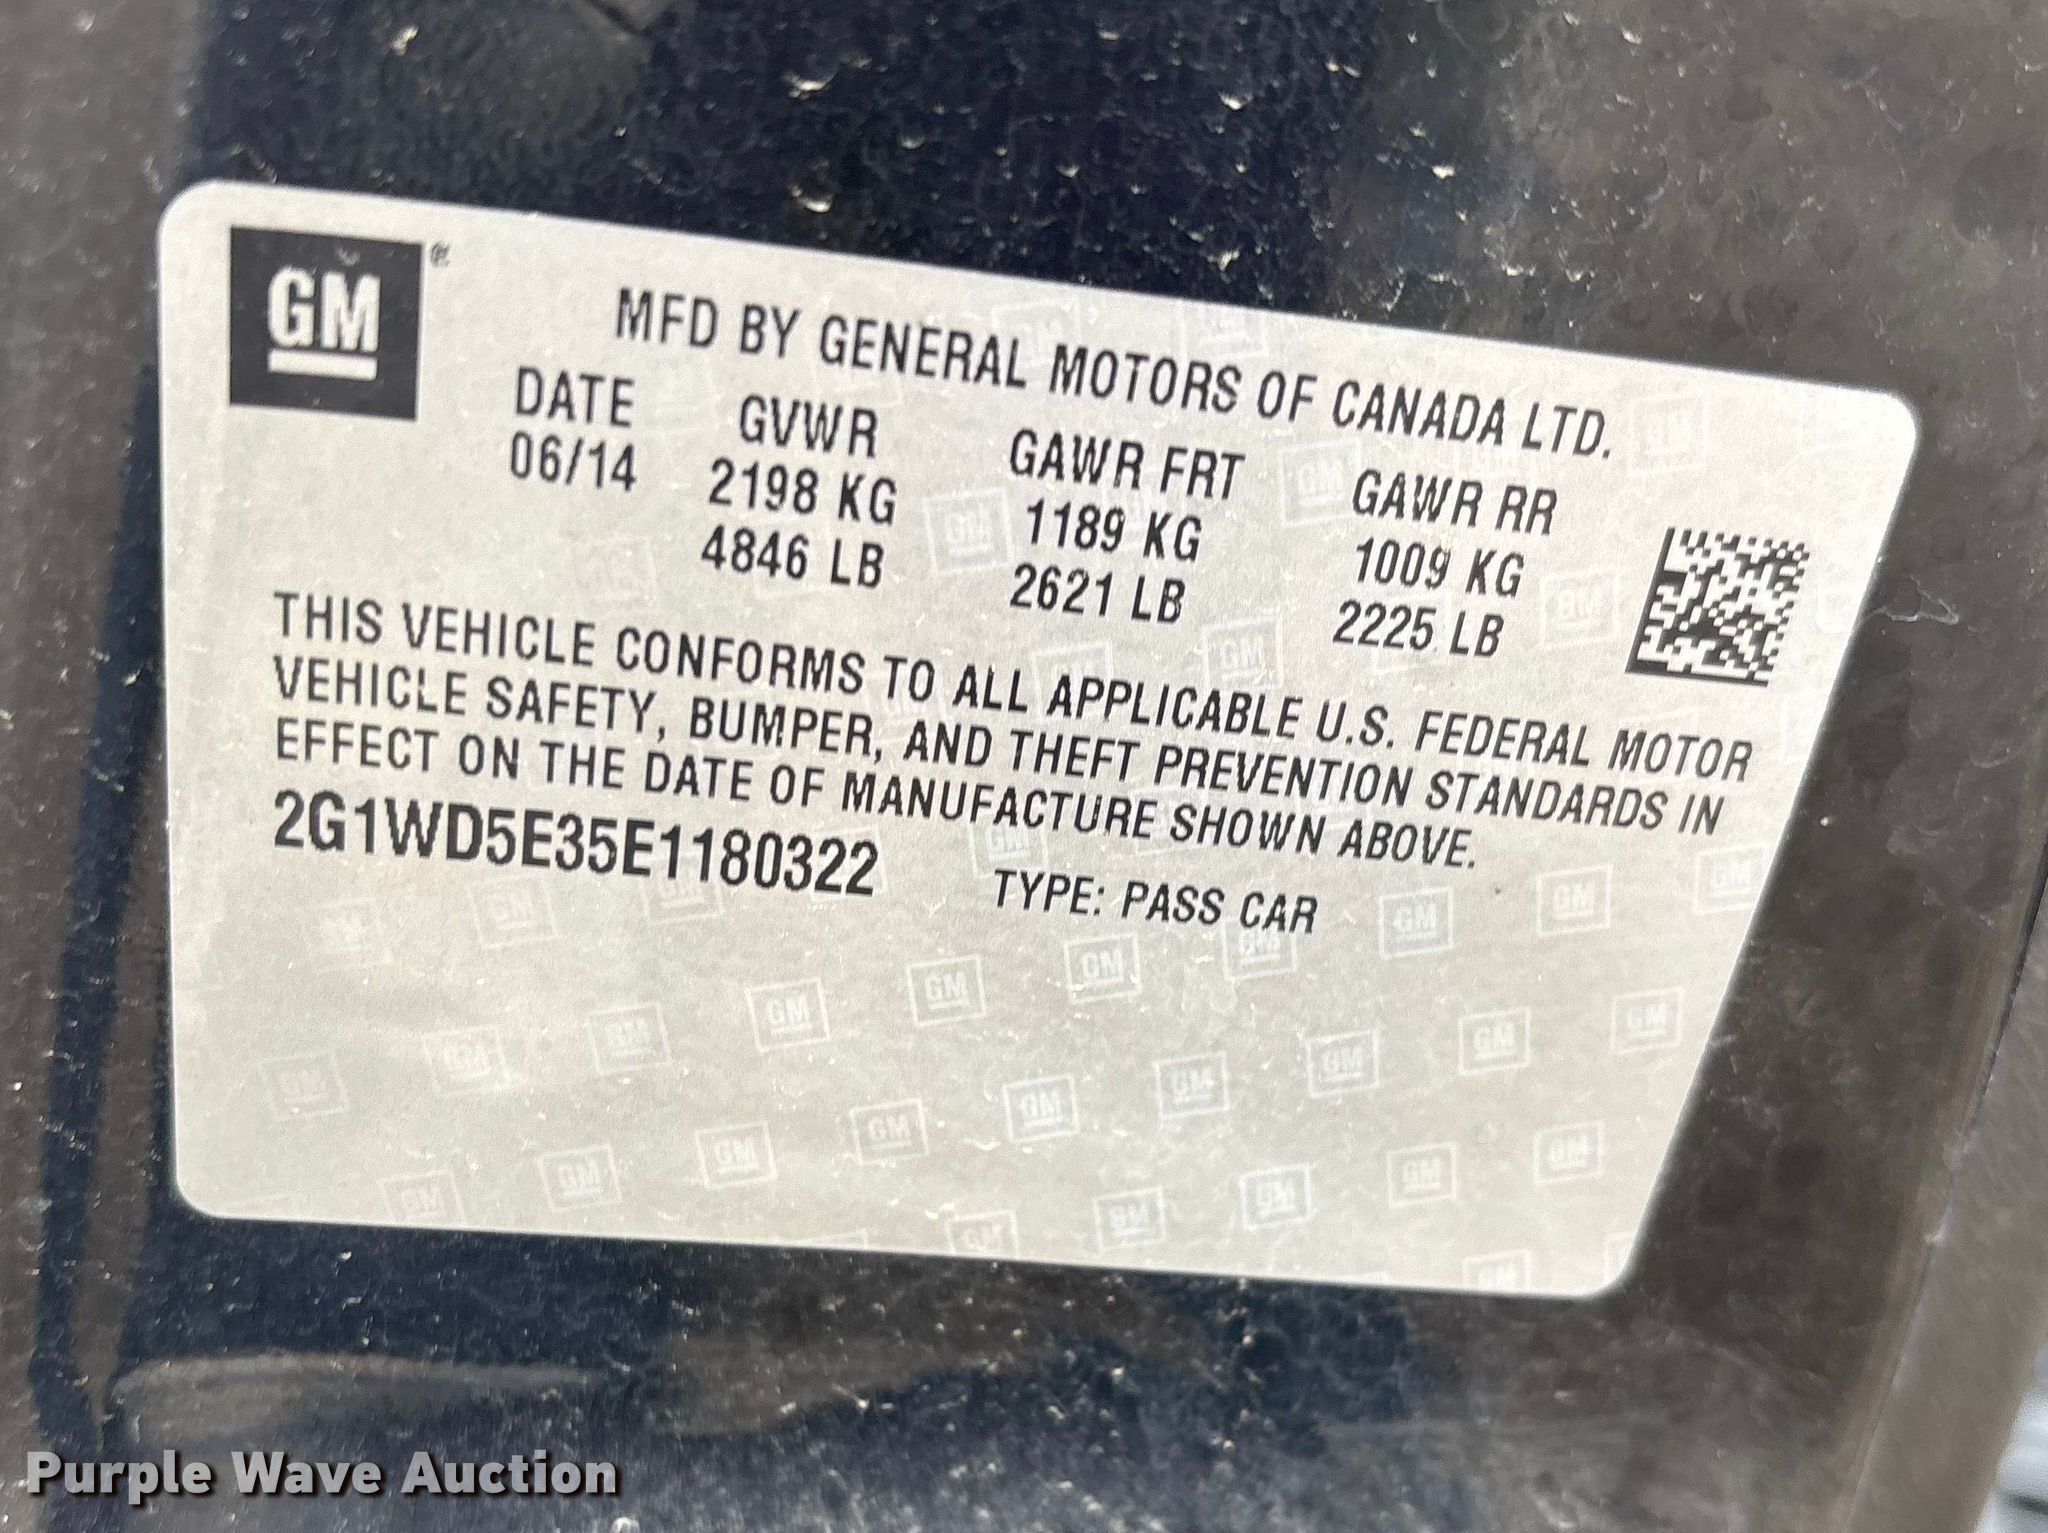 GM®
MFD BY GENERAL MOTORS OF CANADA LTD.
DATE GVWR GAWR FRT GAWR RR
06/14 2198 KG 1189 KG 1009 KG
4846 LB 2621 LB 2225 LB
THIS VEHICLE CONFORMS TO ALL APPLICABLE U.S. FEDERAL MOTOR
VEHICLE SAFETY, BUMPER, AND THEFT PREVENTION STANDARDS IN
EFFECT ON THE DATE OF MANUFACTURE SHOWN ABOVE.
2G1WD5E35E1180322 TYPE: PASS CAR
Purple Wave Auction